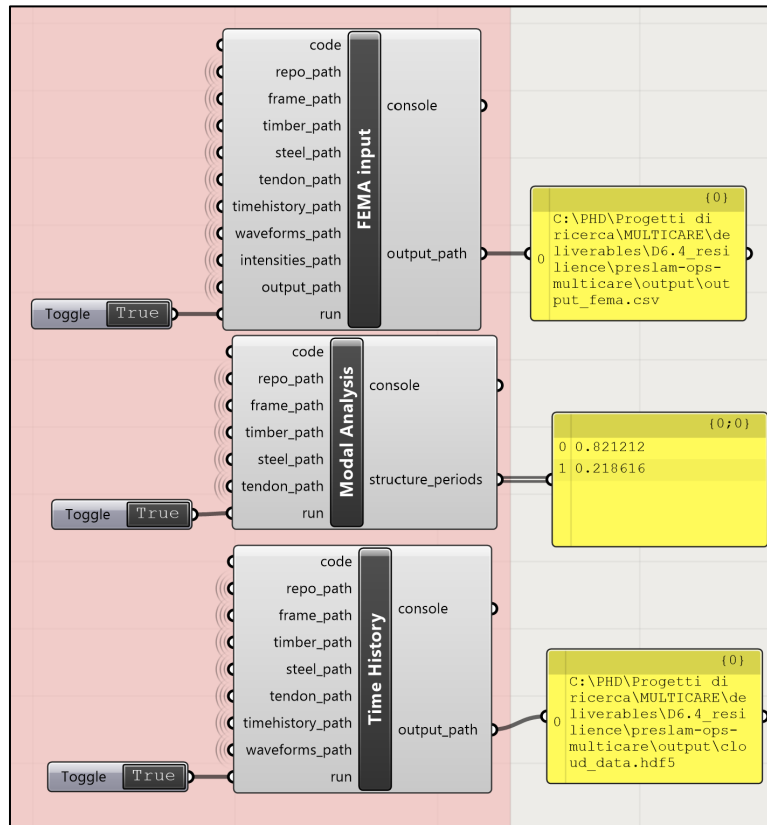 code
repo_path
frame_path
timber_path
steel_path
tendon_path
timehistory_path
waveforms_path
intensities_path
output_path
run
FEMA input
console
output_path
Toggle True
{0}
0 C:\PHD\Progetti di
ricerca\MULTICARE\de
liverables\D6.4_resi
lience\preslam-ops-
multicare\output\out
put_fema.csv
code
repo_path
frame_path
timber_path
steel_path
tendon_path
run
Modal Analysis
console
structure_periods
Toggle True
{0;0}
0 0.821212
1 0.218616
code
repo_path
frame_path
timber_path
steel_path
tendon_path
timehistory_path
waveforms_path
run
Time History
console
output_path
Toggle True
{0}
0 C:\PHD\Progetti di
ricerca\MULTICARE\de
liverables\D6.4_resi
lience\preslam-ops-
multicare\output\clo
ud_data.hdf5